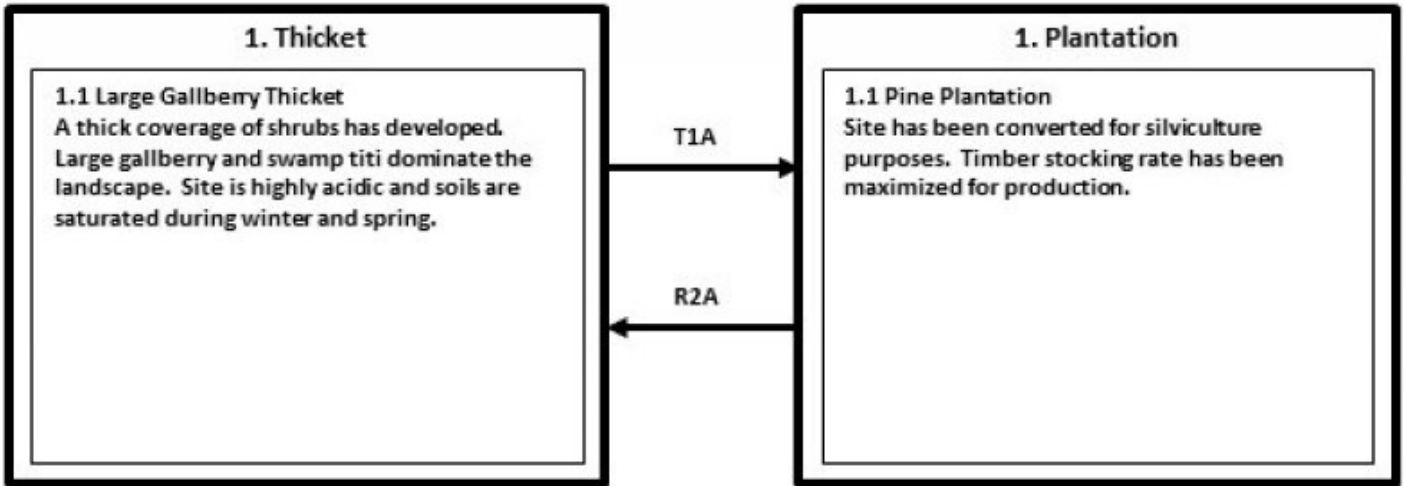 1. Thicket
1.1 Large Gallberry Thicket
A thick coverage of shrubs has developed.
Large gallberry and swamp titi dominate the
landscape.  Site is highly acidic and soils are
saturated during winter and spring.
T1A
R2A
1. Plantation
1.1 Pine Plantation
Site has been converted for silviculture
purposes.  Timber stocking rate has been
maximized for production.